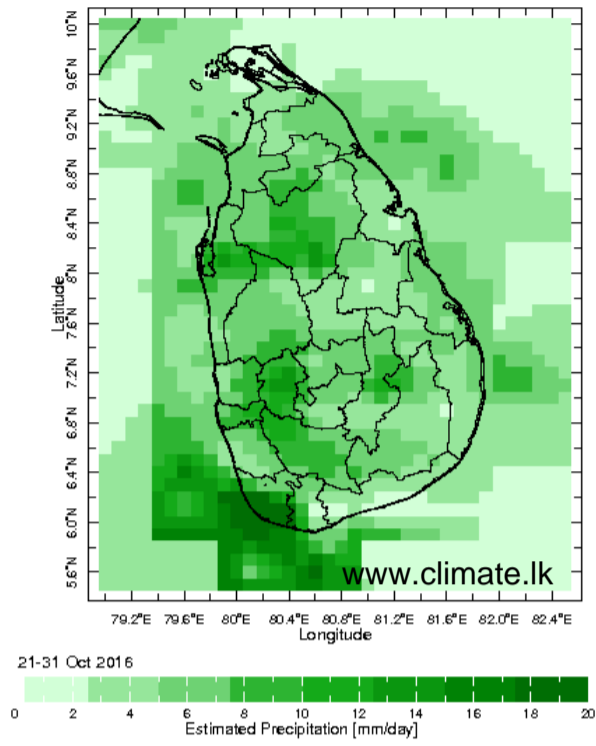 10°N
9.6°N
9.2°N
8.8°N
8.4°N
8°N
7.6°N
7.2°N
6.8°N
6.4°N
6.0°N
5.6°N
Latitude
www.climate.lk
79.2°E 79.6°E 80°E 80.4°E 80.8°E 81.2°E 81.6°E 82.0°E 82.4°E
Longitude
21-31 Oct 2016
0 2 4 6 8 10 12 14 16 18 20
Estimated Precipitation [mm/day]